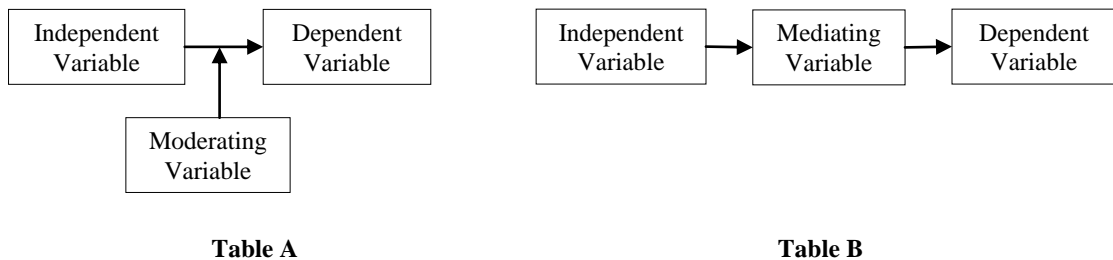 Independent
Variable
Dependent
Variable
Moderating
Variable
Table A
Independent
Variable
Mediating
Variable
Dependent
Variable
Table B